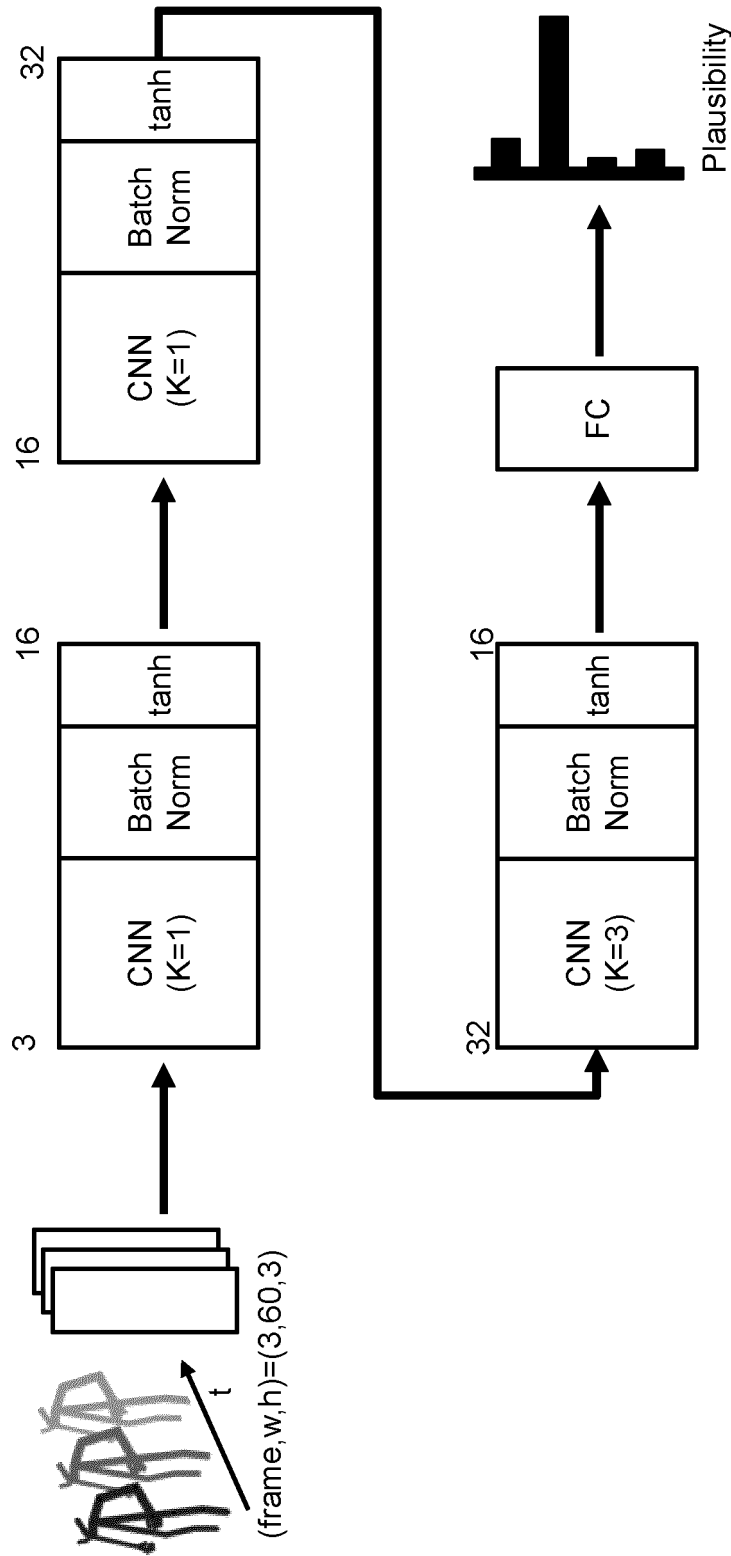 t
(frame,w,h)=(3,60,3)
3
16
CNN
(K=1)
Batch
Norm
tanh
16
32
CNN
(K=1)
Batch
Norm
tanh
32
16
CNN
(K=3)
Batch
Norm
tanh
FC
Plausibility